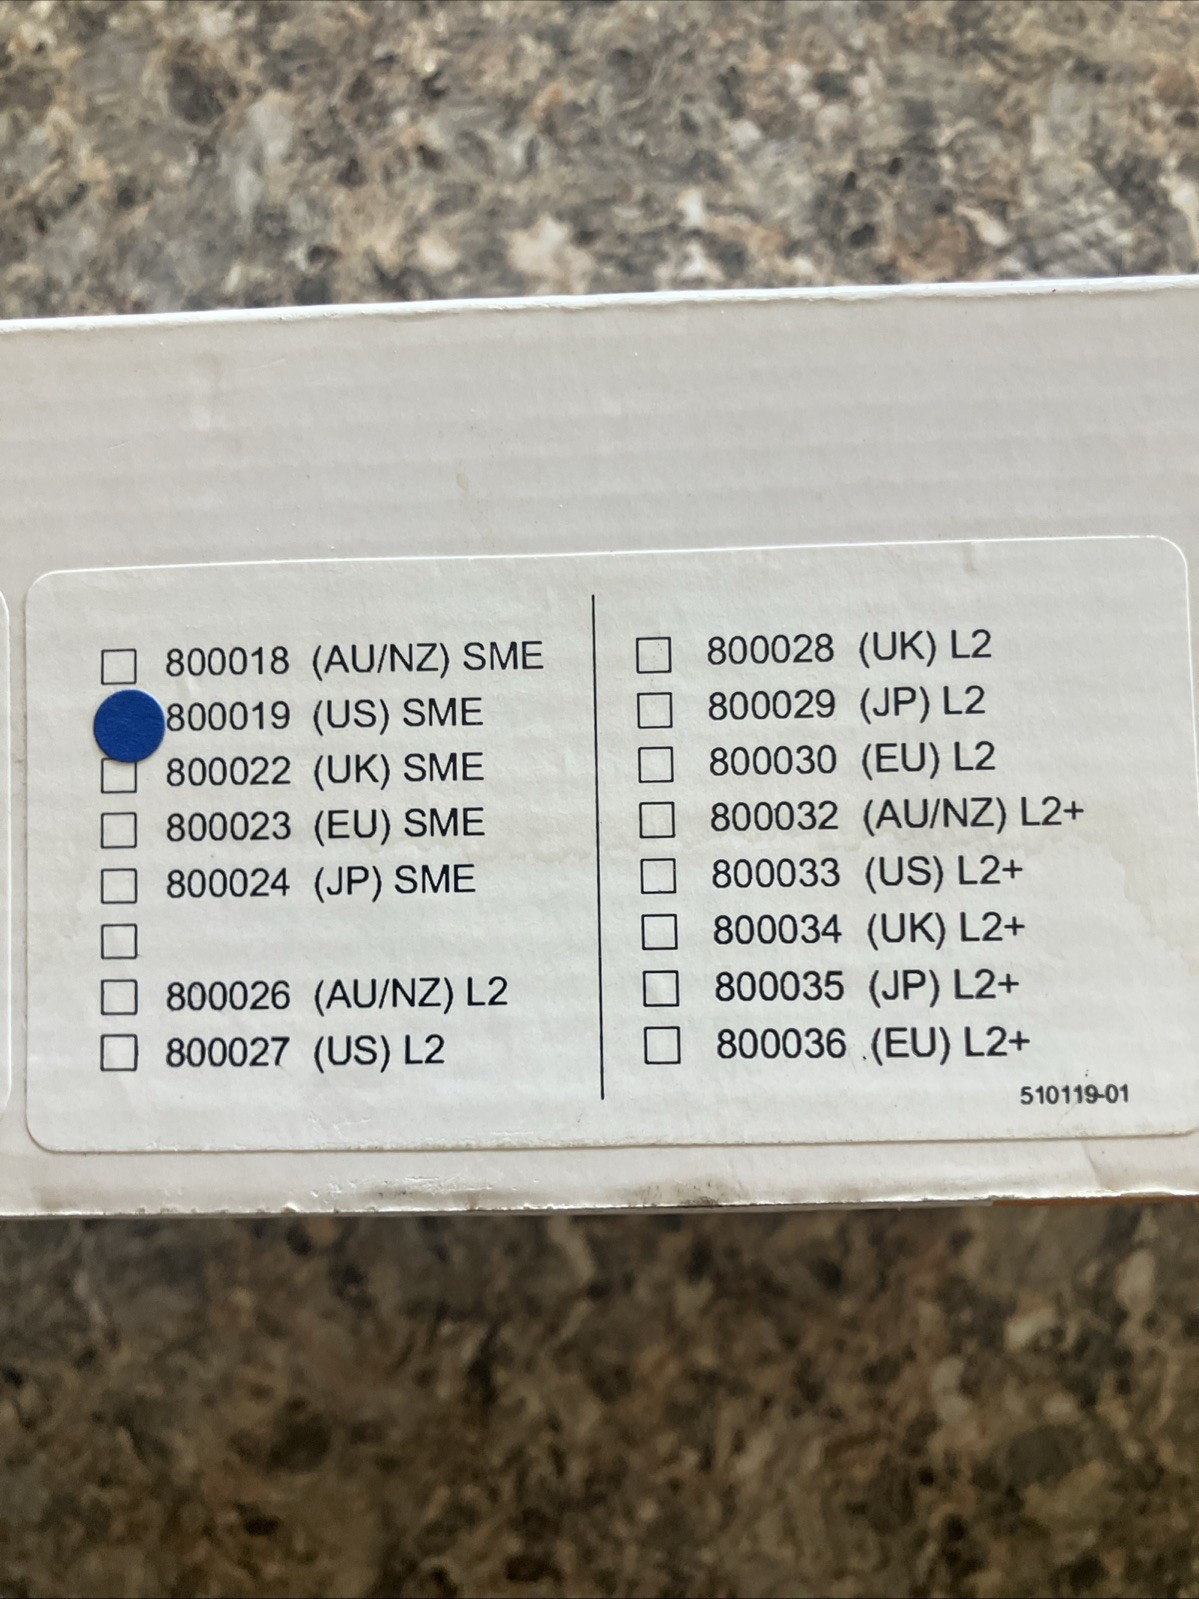 800018 (AU/NZ) SME
800019 (US) SME
800022 (UK) SME
800023 (EU) SME
800024 (JP) SME
800026 (AU/NZ) L2
800027 (US) L2
800028 (UK) L2
800029 (JP) L2
800030 (EU) L2
800032 (AU/NZ) L2+
800033 (US) L2+
800034 (UK) L2+
800035 (JP) L2+
800036 (EU) L2+
510119-01